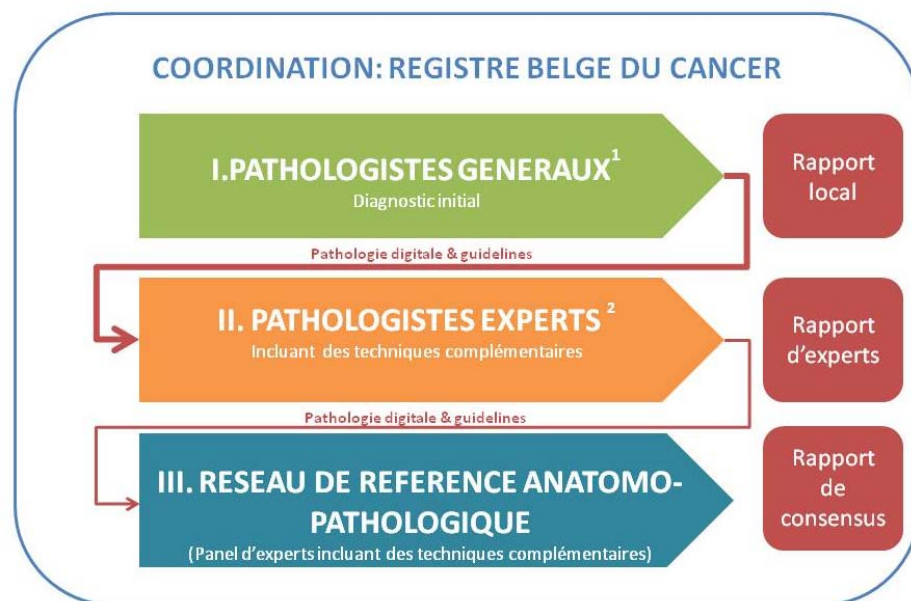 COORDINATION: REGISTRE BELGE DU CANCER
I.PATHOLOGISTES GENERAUX¹
Diagnostic initial
Rapport
local
Pathologie digitale & guidelines
II. PATHOLOGISTES EXPERTS ²
Incluant des techniques complémentaires
Rapport
d’experts
Pathologie digitale & guidelines
III. RESEAU DE REFERENCE ANATOMO-
PATHOLOGIQUE
(Panel d’experts incluant des techniques complémentaires)
Rapport
de
consensus